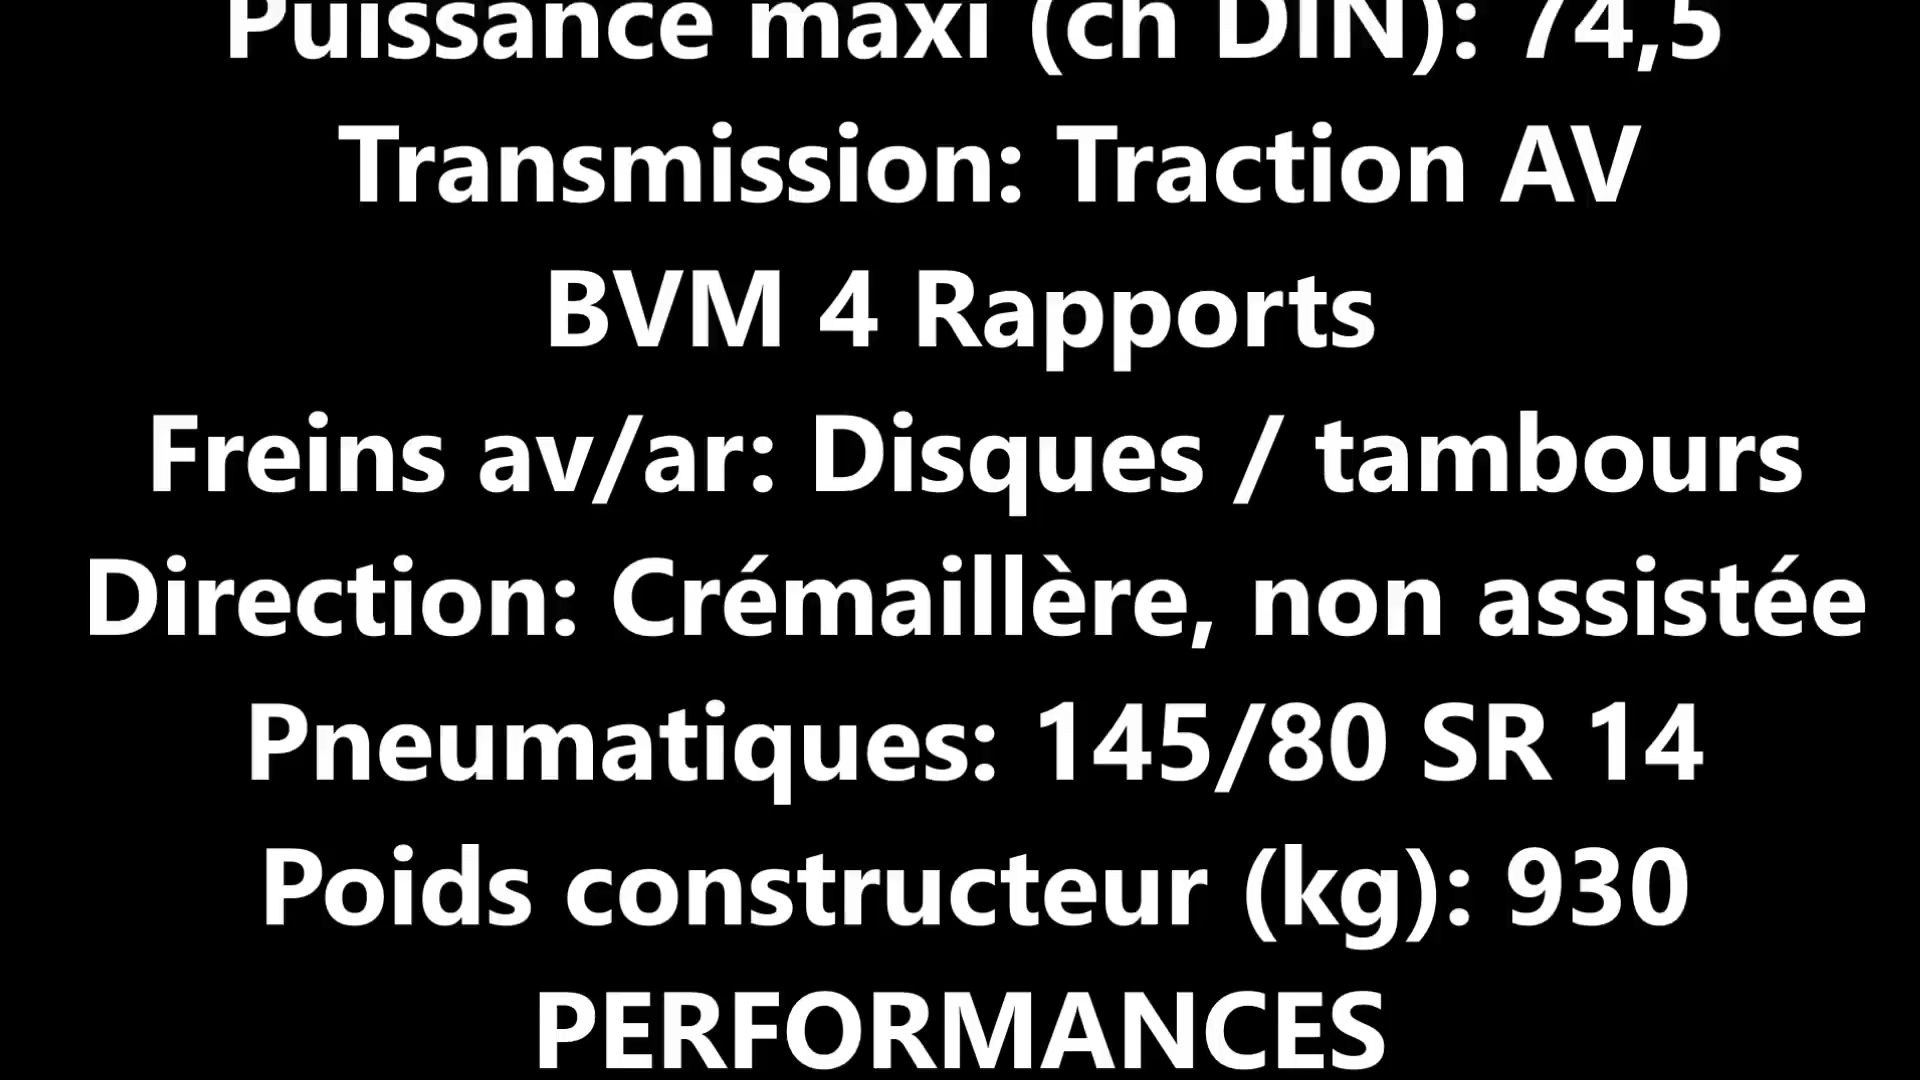 Puissance maxi (ch DIN): 74,5
Transmission: Traction AV
BVM 4 Rapports
Freins av/ar: Disques / tambours
Direction: Crémaillère, non assistée
Pneumatiques: 145/80 SR 14
Poids constructeur (kg): 930
PERFORMANCES